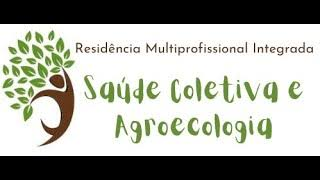 Residência Multiprofissional Integrada
Saúde Coletiva e
Agroecologia